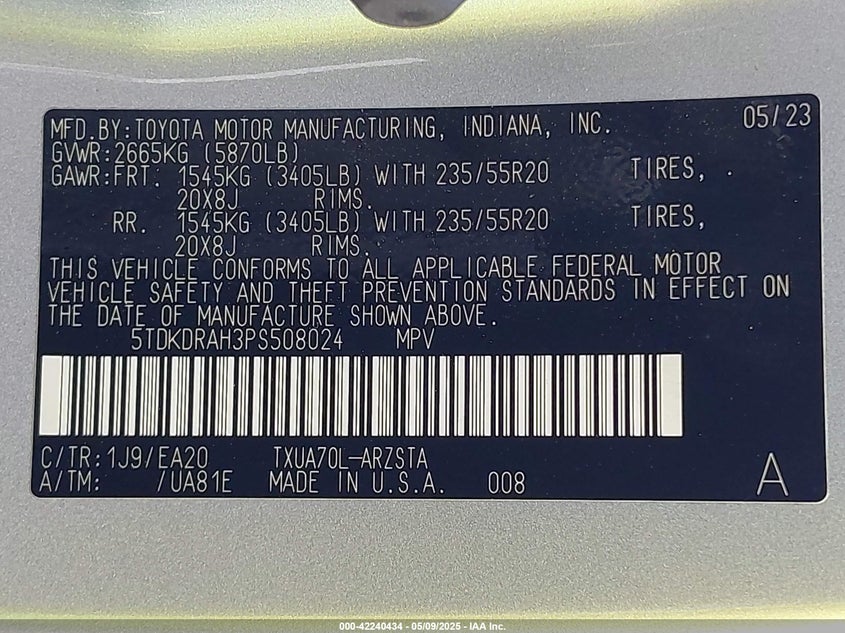 MFD.BY:TOYOTA MOTOR MANUFACTURING, INDIANA, INC. 05/23
GVWR:2665KG (5870LB)
GAWR:FRT. 1545KG (3405LB) WITH 235/55R20 TIRES,
20X8J RIMS.
RR. 1545KG (3405LB) WITH 235/55R20 TIRES,
20X8J RIMS.
THIS VEHICLE CONFORMS TO ALL APPLICABLE FEDERAL MOTOR
VEHICLE SAFETY AND THEFT PREVENTION STANDARDS IN EFFECT ON
THE DATE OF MANUFACTURE SHOWN ABOVE.
5TDKDRAH3PS508024 MPV
C/TR:1J9/EA20 TXUA70L-ARZSTA
A/TM: /UA81E MADE IN U.S.A. 008 A
000-42240434 - 05/09/2025 - IAA Inc.